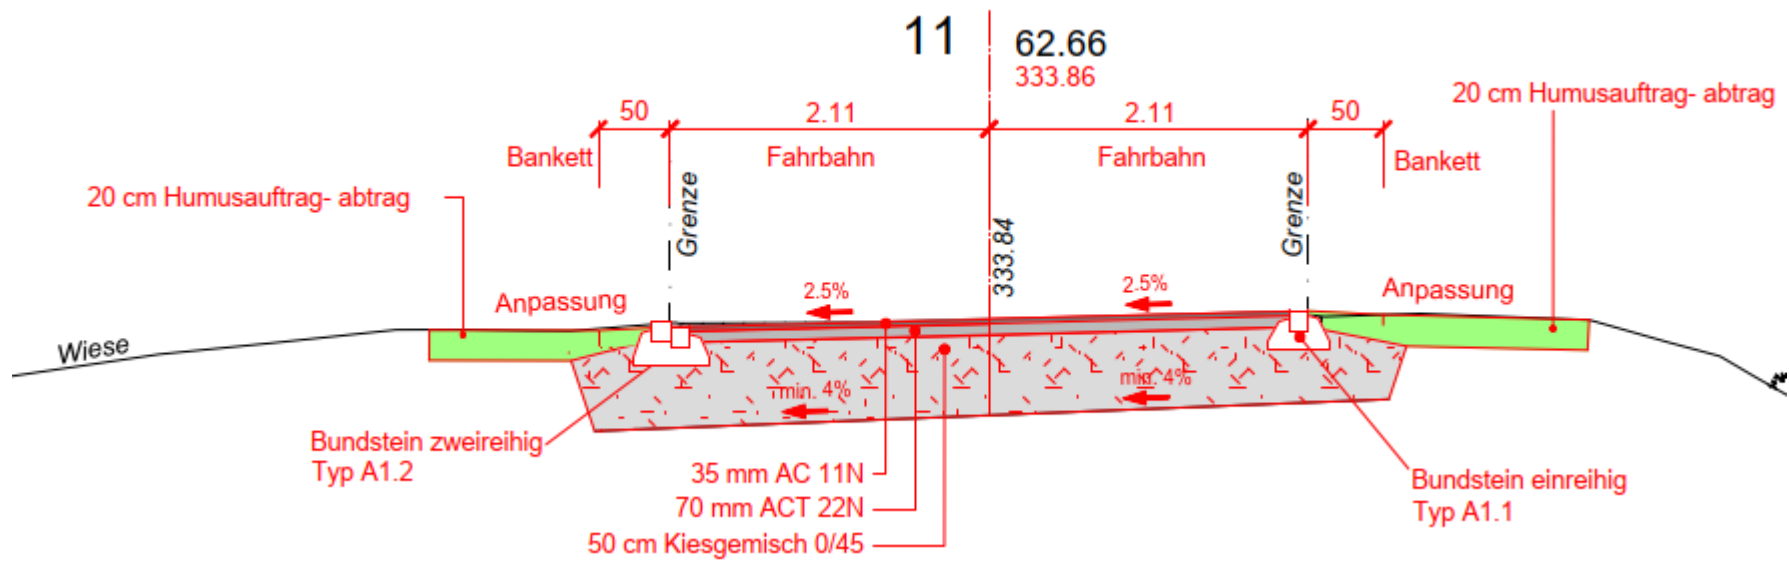 11
62.66
333.86
20 cm Humusauftrag- abtrag
50
2.11
2.11
50
Bankett
Fahrbahn
Fahrbahn
Bankett
20 cm Humusauftrag- abtrag
Grenze
333.84
Grenze
Wiese
Anpassung
2.5%
2.5%
Anpassung
min. 4%
min. 4%
Bundstein zweireihig
Typ A1.2
35 mm AC 11N
70 mm ACT 22N
50 cm Kiesgemisch 0/45
Bundstein einreihig
Typ A1.1